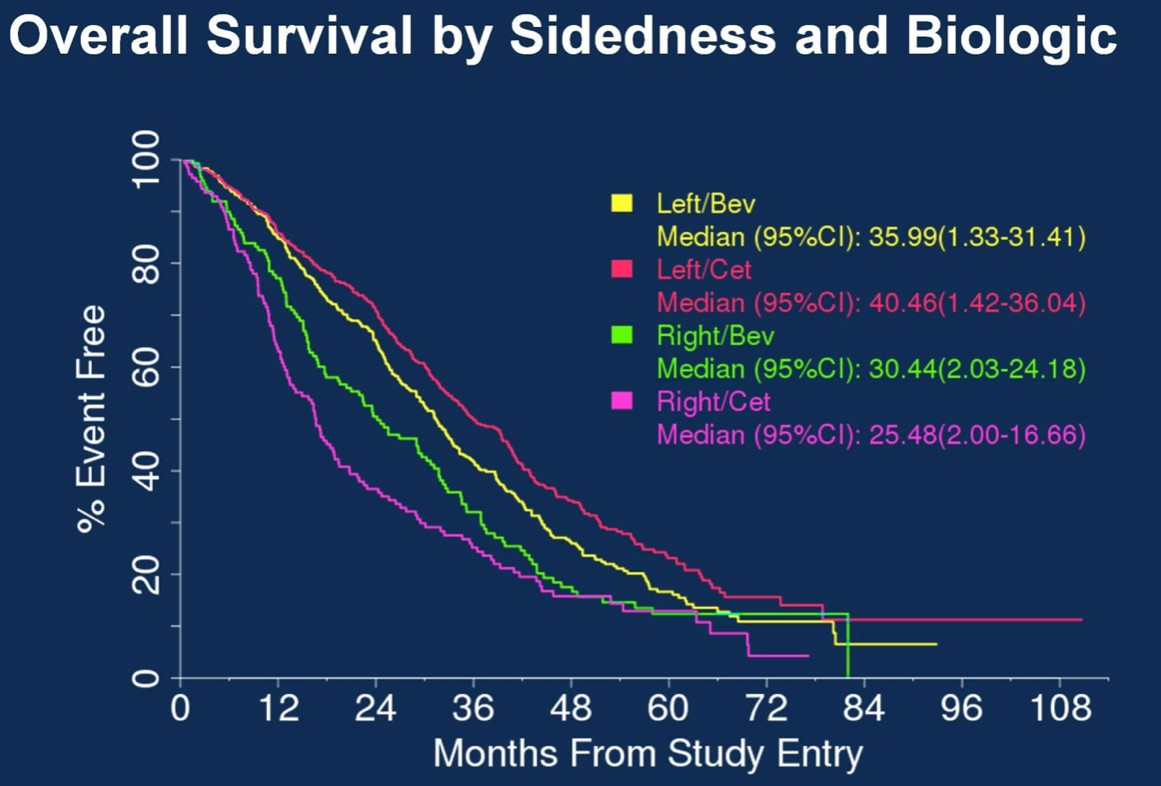 Overall Survival by Sidedness and Biologic
Left/Bev
Median (95%CI): 35.99(1.33-31.41)
Left/Cet
Median (95%CI): 40.46(1.42-36.04)
Right/Bev
Median (95%CI): 30.44(2.03-24.18)
Right/Cet
Median (95%CI): 25.48(2.00-16.66)
% Event Free
100
80
60
40
20
0
0 12 24 36 48 60 72 84 96 108
Months From Study Entry